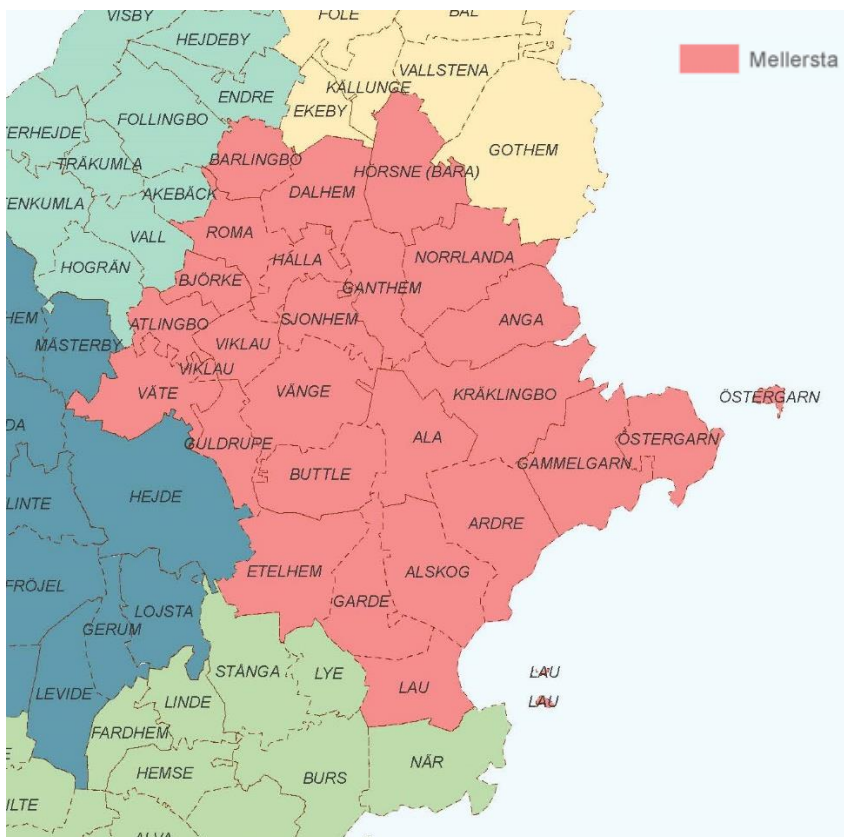 VISBY
FOLE
BÄL
HEJDEBY
VALLSTENA
Mellersta
KÄLLUNGE
ENDRE
EKEBY
FOLLINGBO
TERHEJDE
GOTHEM
TRÄKUMLA
BARLINGBO
HÖRSNE (BARA)
AKEBÄCK
DALHEM
TENKUMLA
VALL
ROMA
HALLA
NORRLANDA
HOGRÄN
BJÖRKE
GANTHEM
HEM
ATLINGBO
SJONHEM
ANGA
MÄSTERBY
VIKLAU
VIKLAU
VÄTE
VÄNGE
KRÄKLINGBO
ÖSTERGARN
DA
GULDRUPE
ALA
ÖSTERGARN
GAMMELGARN
BUTTLE
LINTE
HEJDE
ARDRE
ETELHEM
ALSKOG
FRÖJEL
GARDE
LOJSTA
GERUM
STÅNGA
LYE
LAU
LAU
LEVIDE
LINDE
LAU
FARDHEM
HEMSE
BURS
NÄR
E
ILTE
ALVA